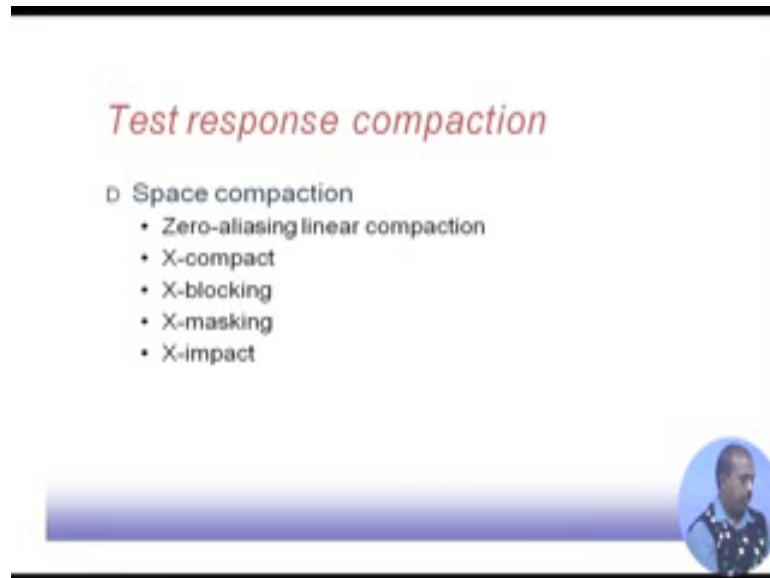 Test response compaction
D Space compaction
• Zero-aliasing linear compaction
• X-compact
• X-blocking
• X-masking
• X-impact